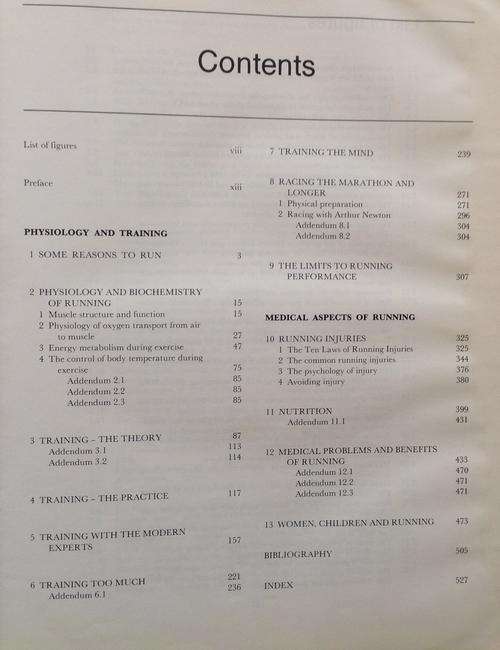 Contents
List of figures viii
Preface xiii
PHYSIOLOGY AND TRAINING
1 SOME REASONS TO RUN 3
2 PHYSIOLOGY AND BIOCHEMISTRY
OF RUNNING 15
1 Muscle structure and function 15
2 Physiology of oxygen transport from air
to muscle 27
3 Energy metabolism during exercise 47
4 The control of body temperature during
exercise 75
Addendum 2.1 85
Addendum 2.2 85
Addendum 2.3 85
3 TRAINING – THE THEORY 87
Addendum 3.1 113
Addendum 3.2 114
4 TRAINING – THE PRACTICE 117
5 TRAINING WITH THE MODERN
EXPERTS 157
6 TRAINING TOO MUCH 221
Addendum 6.1 236
7 TRAINING THE MIND 239
8 RACING THE MARATHON AND
LONGER 271
1 Physical preparation 271
2 Racing with Arthur Newton 296
Addendum 8.1 304
Addendum 8.2 304
9 THE LIMITS TO RUNNING
PERFORMANCE 307
MEDICAL ASPECTS OF RUNNING
10 RUNNING INJURIES 325
1 The Ten Laws of Running Injuries 325
2 The common running injuries 344
3 The psychology of injury 376
4 Avoiding injury 380
11 NUTRITION 399
Addendum 11.1 431
12 MEDICAL PROBLEMS AND BENEFITS
OF RUNNING 433
Addendum 12.1 470
Addendum 12.2 471
Addendum 12.3 471
13 WOMEN, CHILDREN AND RUNNING 473
BIBLIOGRAPHY 505
INDEX 527